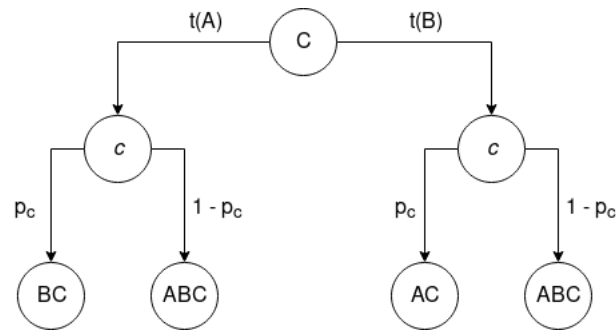 t(A) C t(B)
c c
p_c 1 - p_c p_c 1 - p_c
BC ABC AC ABC